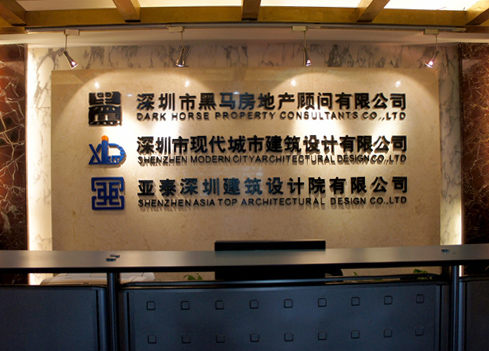 深圳市黑马房地产顾问有限公司
DARK HORSE PROPERTY CONSULTANTS CO.,LTD
深圳市现代城市建筑设计有限公司
SHENZHEN MODERN CITY ARCHITECTURAL DESIGN CO.,LTD
亚泰深圳建筑设计院有限公司
SHENZHEN ASIA TOP ARCHITECTURAL DESIGN CO.,LTD